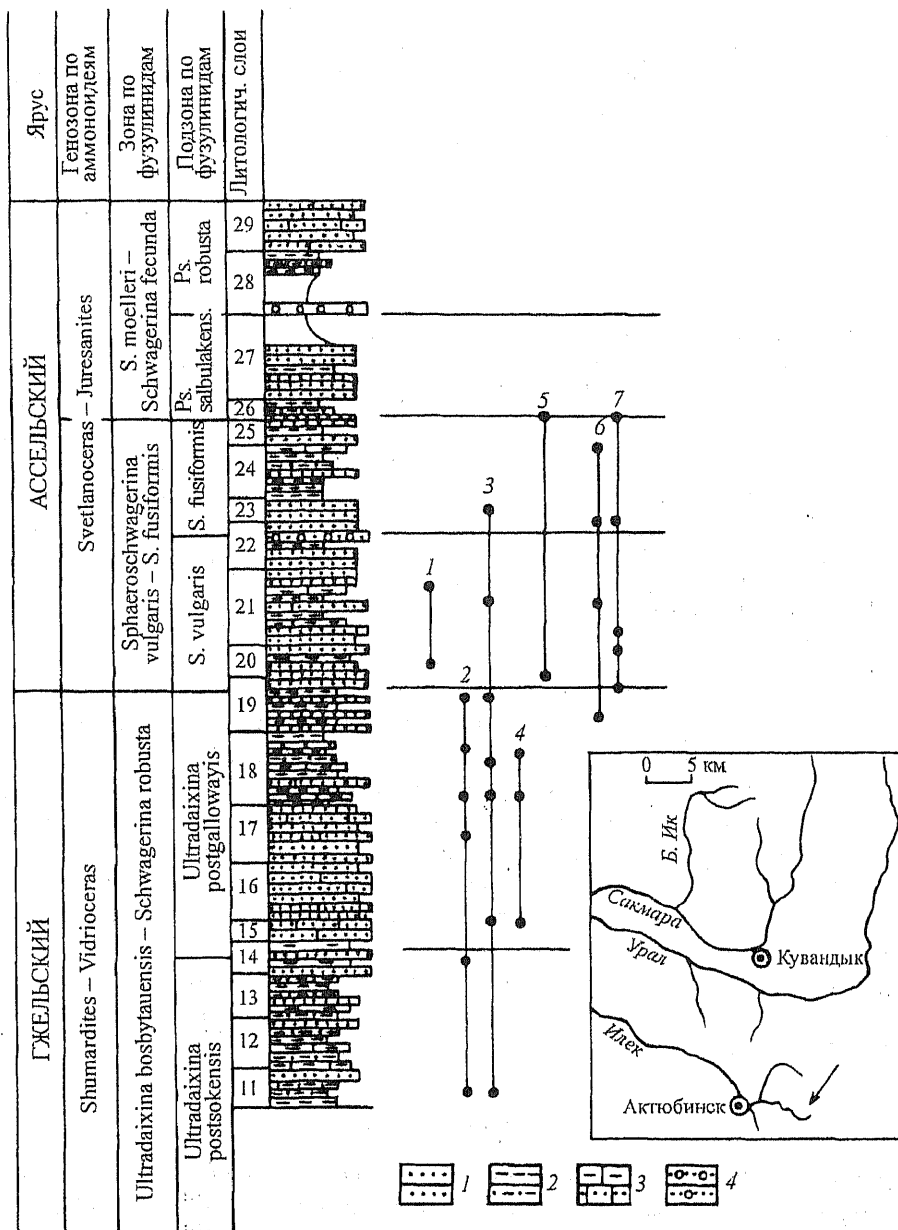 Ярус
Генозона по
аммоноидеям
Зона по
фузулинидам
Подзона по
фузулинидам
Литологич. слои
АССЕЛЬСКИЙ
ГЖЕЛЬСКИЙ
Svetlanoceras – Juresanites
Shumardites – Vidrioceras
S. moelleri –
Schwagerina fecunda
Sphaeroschwagerina
vulgaris – S. fusiformis
Ultradaixina bosbytauensis – Schwagerina robusta
Ps.
robusta
Ps.
salbulakens.
S. fusiformis
S. vulgaris
Ultradaixina
postgallowayis
Ultradaixina
postsokensis
29
28
27
26
25
24
23
22
21
20
19
18
17
16
15
14
13
12
11
1
2
3
4
5
6
7
0 5 км
Б. Ик
Сакмара
Урал
Кувандык
Илек
Актюбинск
1
2
3
4